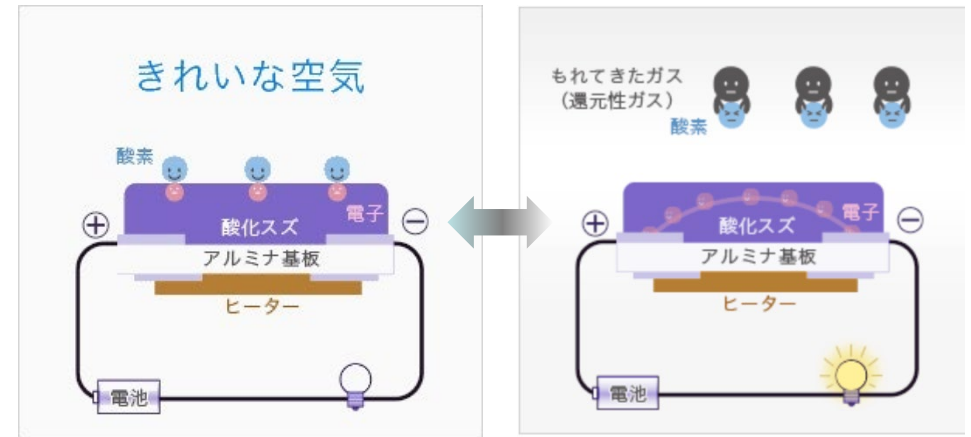 きれいな空気
酸素
⊕
電子
⊖
酸化スズ
アルミナ基板
ヒーター
電池
もれてきたガス
（還元性ガス）
酸素
⊕
電子
⊖
酸化スズ
アルミナ基板
ヒーター
電池